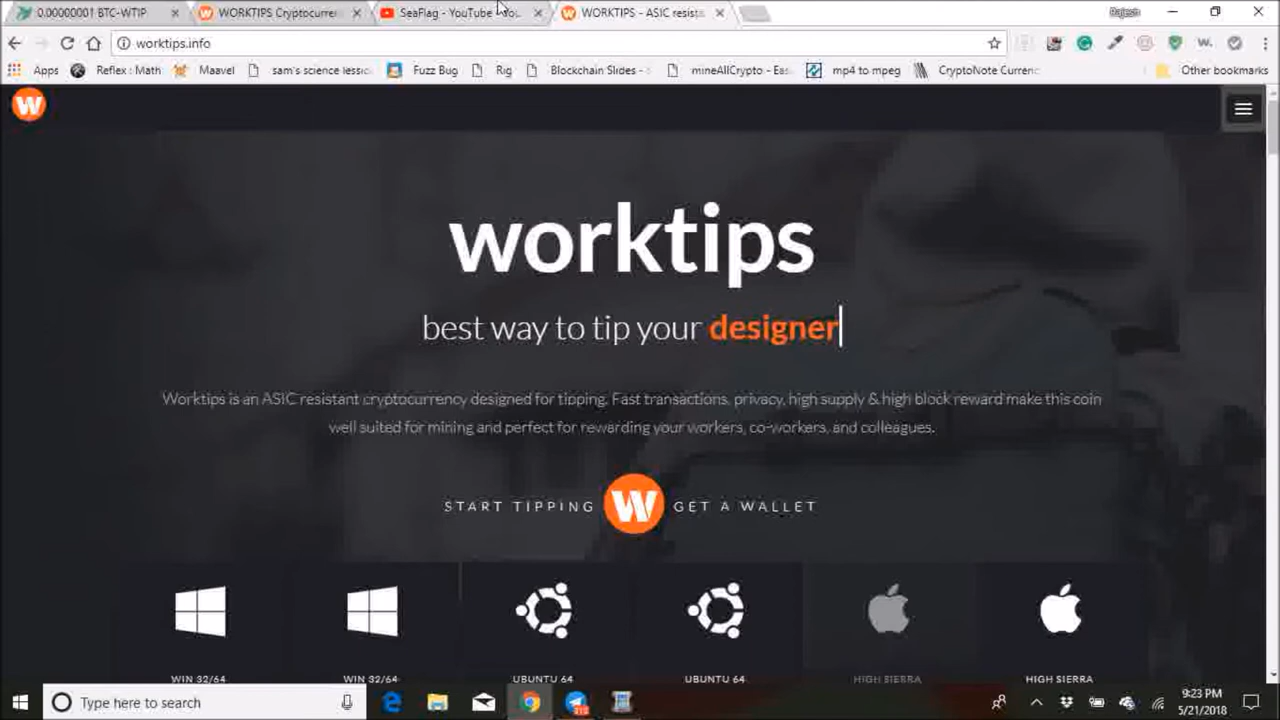 0.00000001 BTC-WTIP
WORKTIPS Cryptocurre
SeaFlag - YouTube
WORKTIPS - ASIC resist
Rajesh
worktips.info
Apps
Reflex : Math
Maavel
sam's science lessi
Fuzz Bug
Rig
Blockchain Slides -
mineAllCrypto - Eas
mp4 to mpeg
CryptoNote Currenc
Other bookmarks
W
worktips
best way to tip your designer
Worktips is an ASIC resistant cryptocurrency designed for tipping. Fast transactions, privacy, high supply & high block reward make this coin
well suited for mining and perfect for rewarding your workers, co-workers, and colleagues.
START TIPPING W GET A WALLET
WIN 32/64
WIN 32/64
UBUNTU 64
UBUNTU 64
HIGH SIERRA
HIGH SIERRA
Type here to search
9:23 PM
5/21/2018